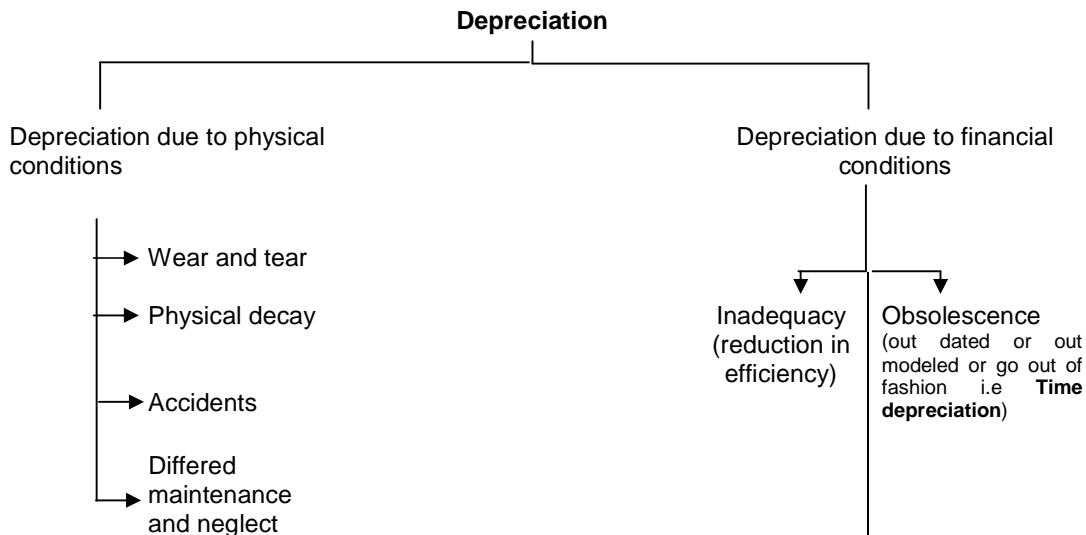 Depreciation
Depreciation due to physical
conditions
Wear and tear
Physical decay
Accidents
Differed
maintenance
and neglect
Depreciation due to financial
conditions
Inadequacy
(reduction in
efficiency)
Obsolescence
(out dated or out
modeled or go out of
fashion i.e Time
depreciation)